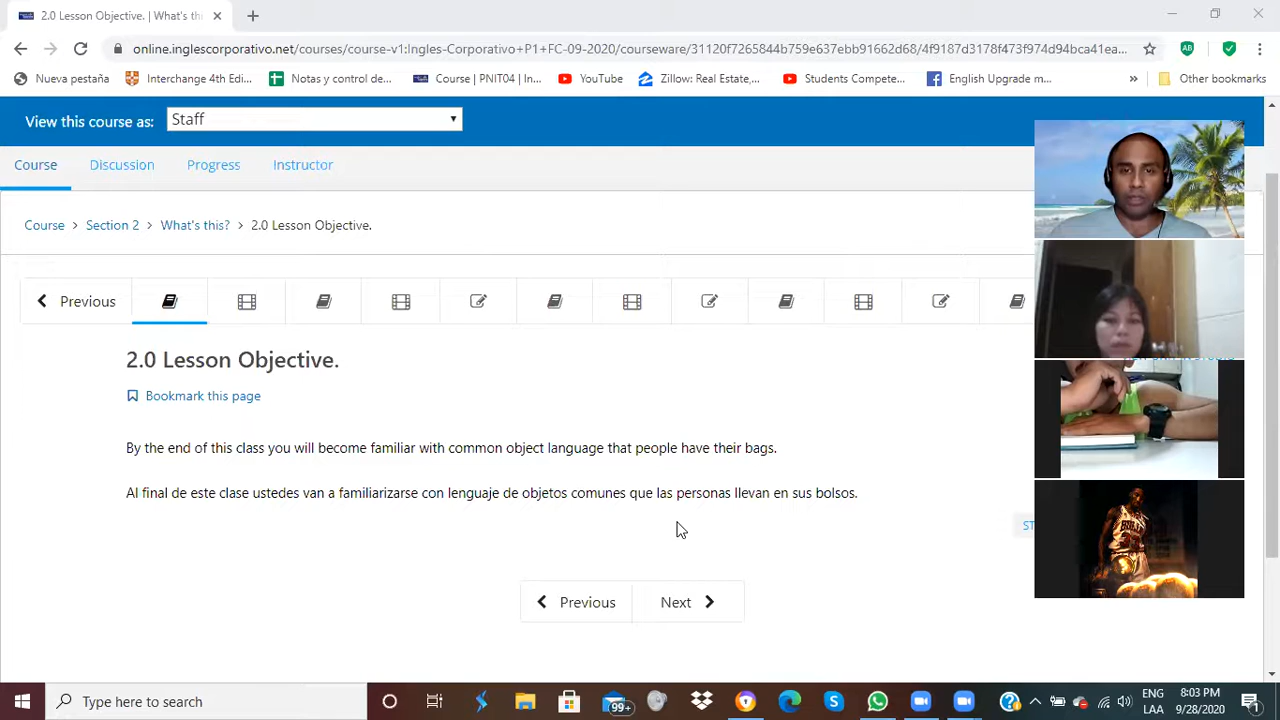 2.0 Lesson Objective. | What's thi
online.inglescorporativo.net/courses/course-v1:Ingles-Corporativo+P1+FC-09-2020/courseware/31120f7265844b759e637ebb91662d68/4f9187d3178f473f974d94bca41ea...
Nueva pestaña
Interchange 4th Edi...
Notas y control de...
Course | PNIT04 | In...
YouTube
Zillow: Real Estate,...
Students Compete...
English Upgrade m...
»
Other bookmarks
View this course as:
Staff
Course
Discussion
Progress
Instructor
Course > Section 2 > What's this? > 2.0 Lesson Objective.
Previous
2.0 Lesson Objective.
Bookmark this page
By the end of this class you will become familiar with common object language that people have their bags.
Al final de este clase ustedes van a familiarizarse con lenguaje de objetos comunes que las personas llevan en sus bolsos.
ST
Previous
Next
Type here to search
99+
ENG
LAA
8:03 PM
9/28/2020